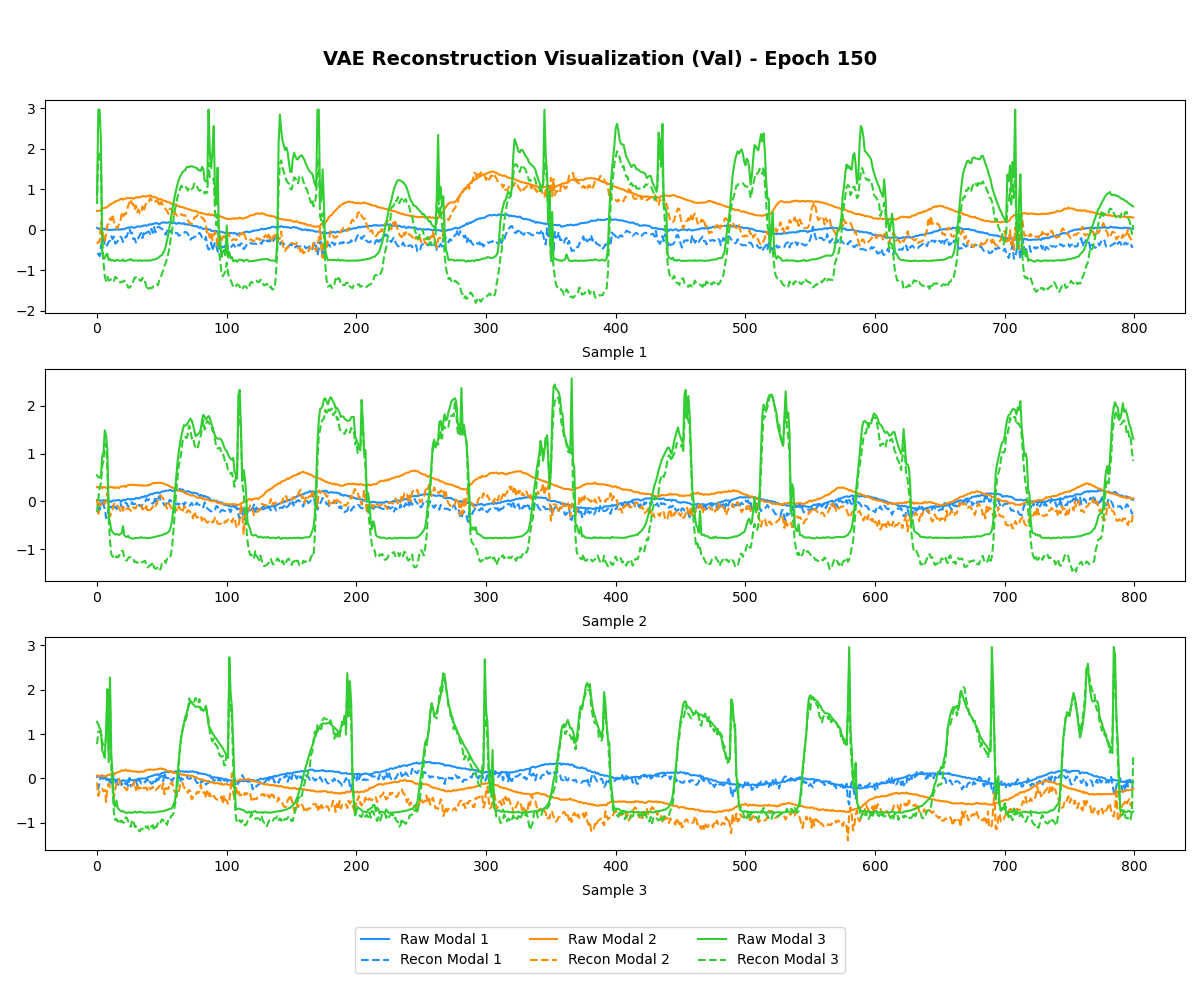 VAE Reconstruction Visualization (Val) - Epoch 150
3
2
1
0
−1
−2
0 100 200 300 400 500 600 700 800
Sample 1
2
1
0
−1
0 100 200 300 400 500 600 700 800
Sample 2
3
2
1
0
−1
0 100 200 300 400 500 600 700 800
Sample 3
Raw Modal 1 Raw Modal 2 Raw Modal 3
Recon Modal 1 Recon Modal 2 Recon Modal 3